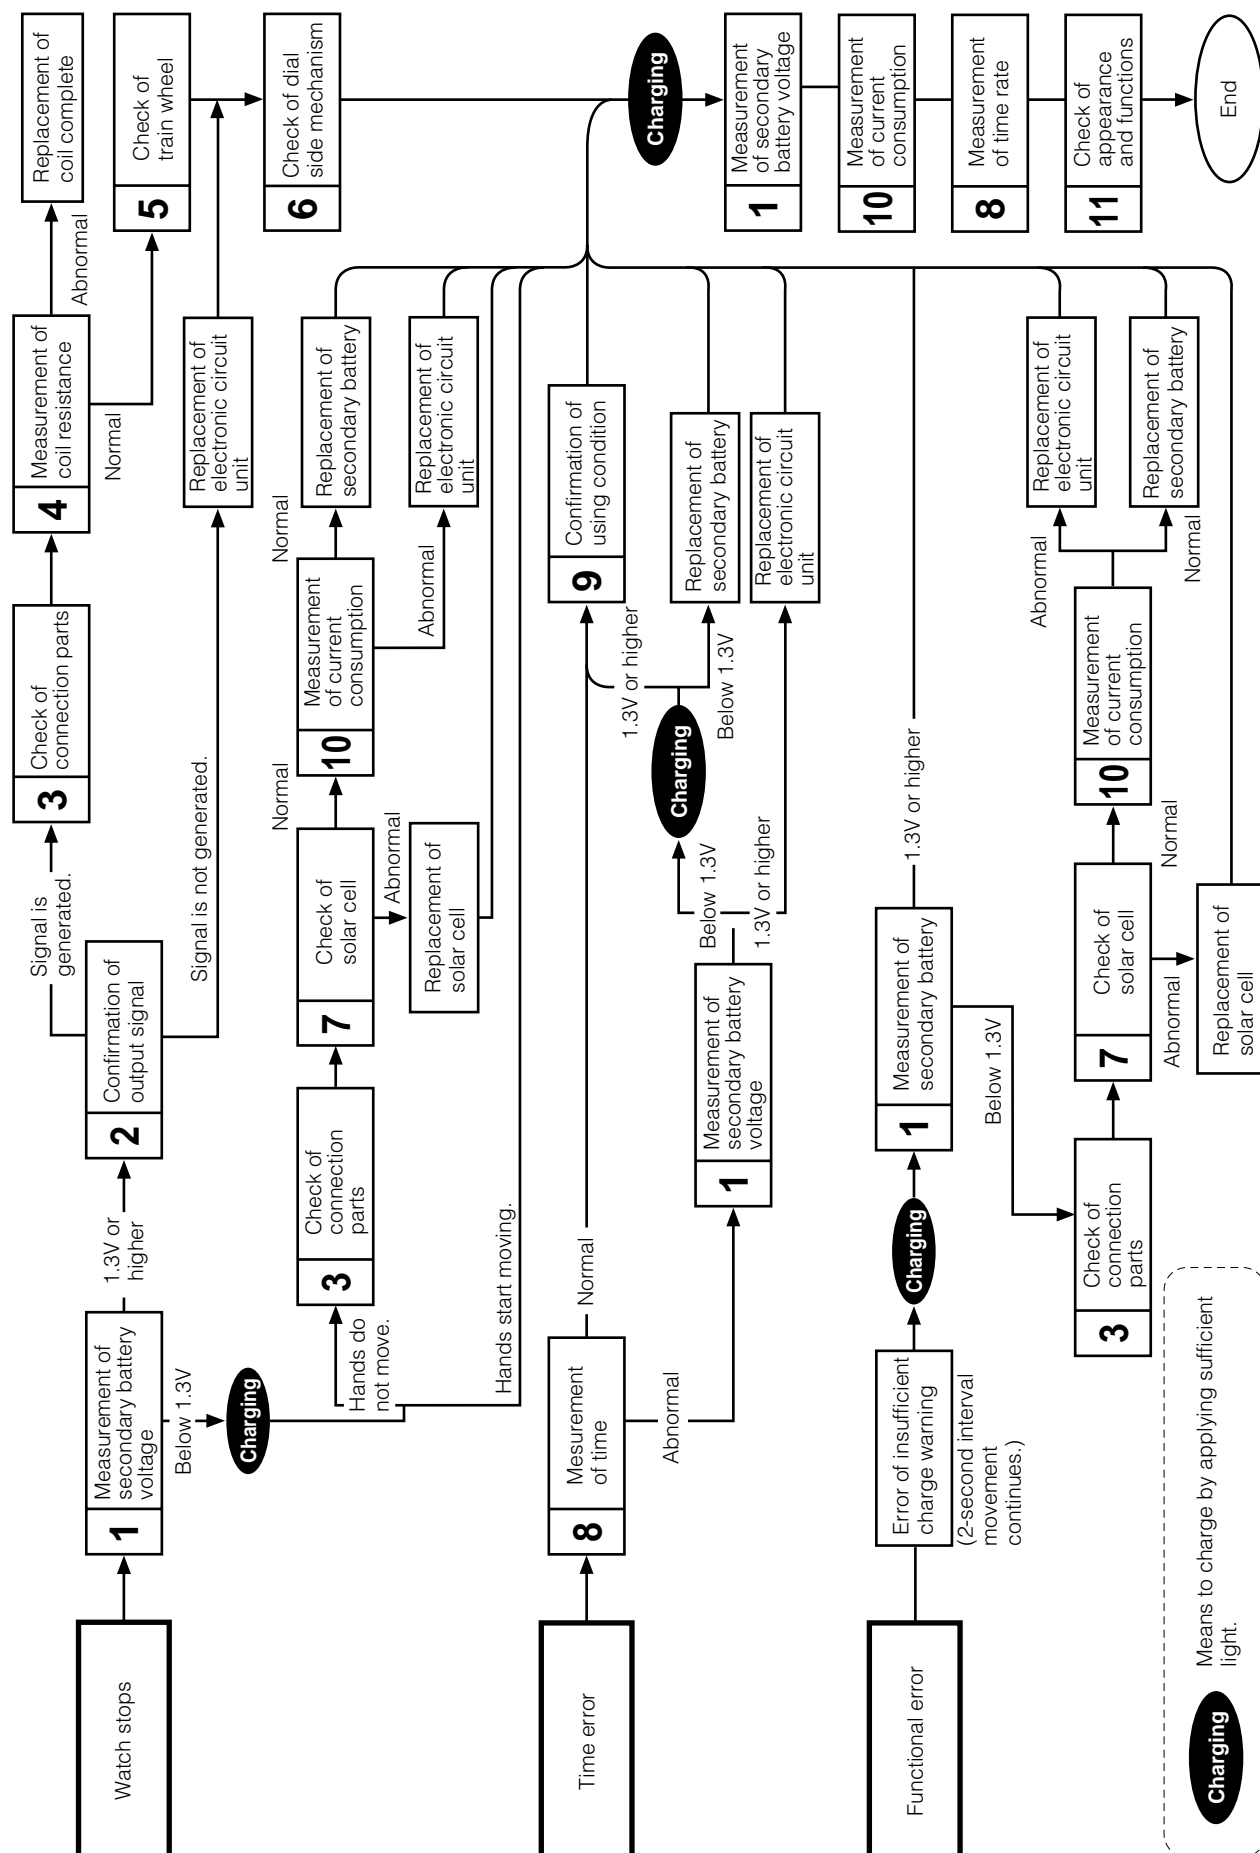 Watch stops
1
Measurement of
secondary battery
voltage
1.3V or
higher
Below 1.3V
Charging
2
Confirmation of
output signal
Signal is
generated.
Signal is not generated.
3
Check of
connection parts
4
Measurement of
coil resistance
Abnormal
Normal
Replacement of
coil complete
5
Check of
train wheel
Replacement of
electronic circuit
unit
6
Check of dial
side mechanism
Hands do
not move.
Hands start moving.
3
Check of
connection
parts
7
Check of
solar cell
Normal
Abnormal
Replacement of
solar cell
10
Measurement
of current
consumption
Normal
Abnormal
Replacement of
secondary battery
Replacement of
electronic circuit
unit
Time error
8
Mesurement
of time
Normal
Abnormal
1
Measurement of
secondary battery
voltage
Below 1.3V
Below 1.3V
1.3V or higher
Charging
1.3V or higher
Below 1.3V
9
Confirmation of
using condition
Replacement of
secondary battery
Replacement of
electronic circuit
unit
Functional error
Error of insufficient
charge warning
(2-second interval
movement
continues.)
Charging
1
Measurement of
secondary battery
1.3V or higher
Below 1.3V
3
Check of
connection
parts
7
Check of
solar cell
Normal
Abnormal
Replacement of
solar cell
10
Measurement
of current
consumption
Abnormal
Normal
Replacement of
electronic circuit
unit
Replacement of
secondary battery
Charging
1
Measurement
of secondary
battery voltage
10
Measurement
of current
consumption
8
Measurement
of time rate
11
Check of
appearance
and functions
End
Charging
Means to charge by applying sufficient
light.